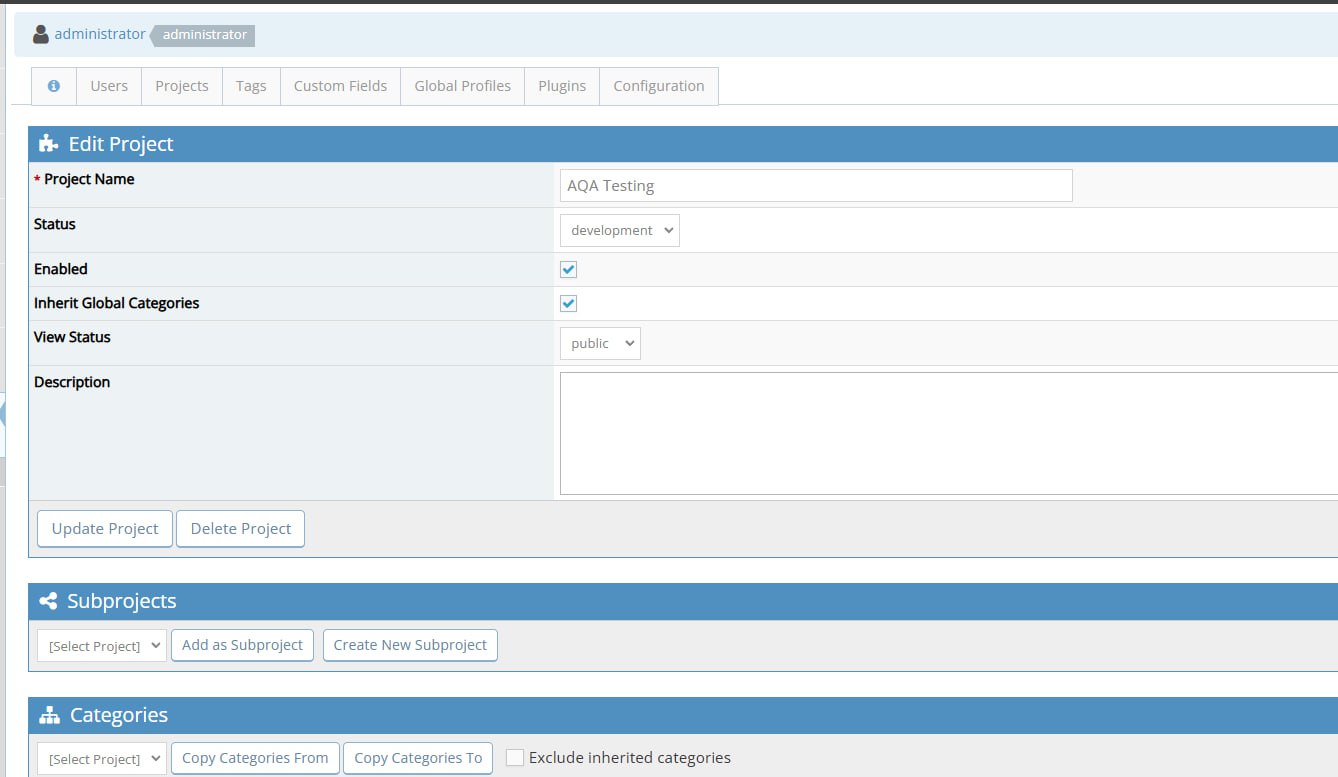 administrator administrator
Users Projects Tags Custom Fields Global Profiles Plugins Configuration
Edit Project
* Project Name AQA Testing
Status development
Enabled
Inherit Global Categories
View Status public
Description
Update Project Delete Project
Subprojects
[Select Project] Add as Subproject Create New Subproject
Categories
[Select Project] Copy Categories From Copy Categories To Exclude inherited categories